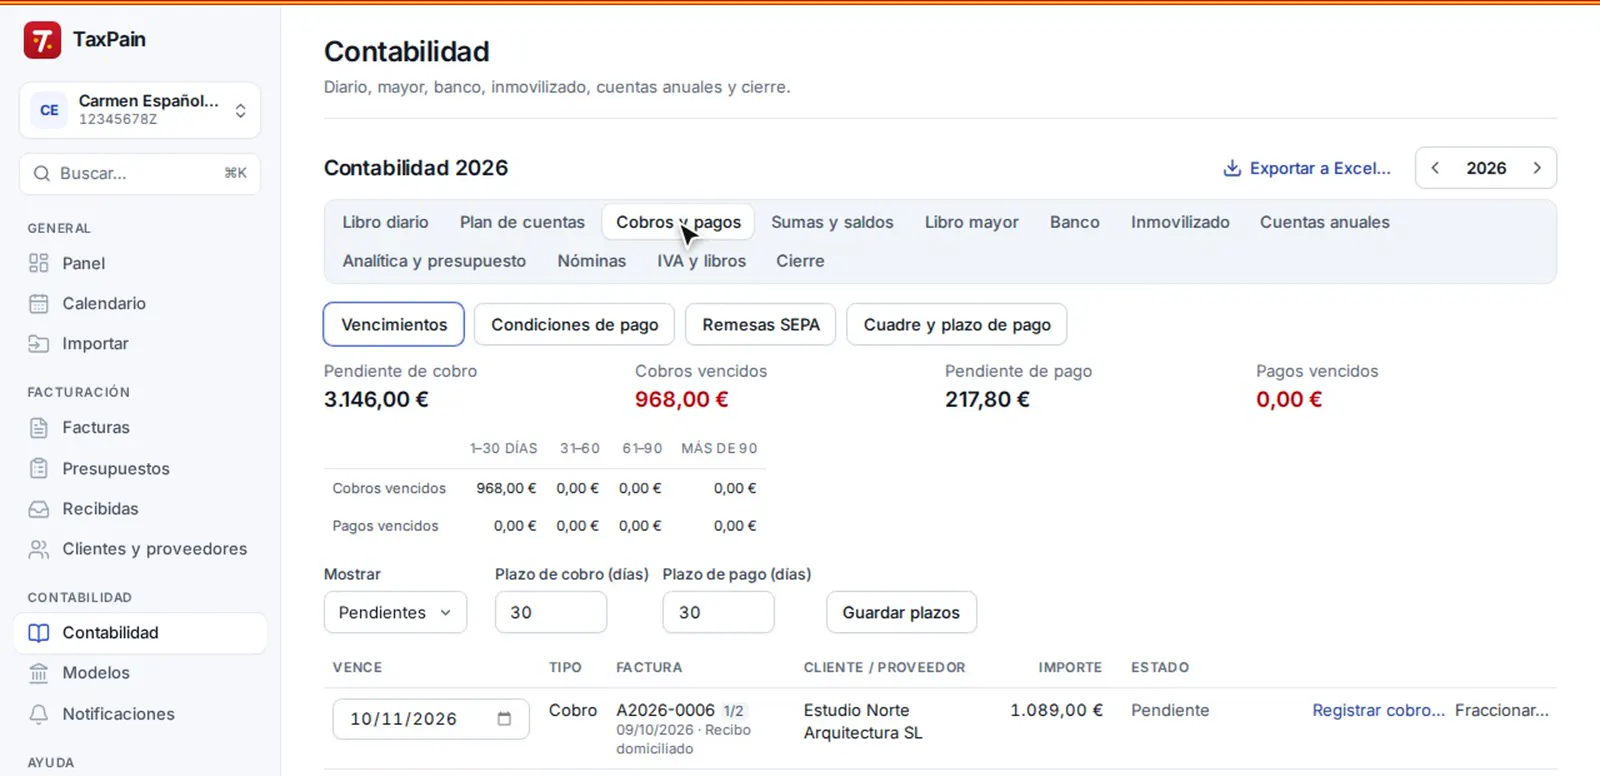 TaxPain
CE
Carmen Español...
12345678Z
Buscar...
⌘K
GENERAL
Panel
Calendario
Importar
FACTURACIÓN
Facturas
Presupuestos
Recibidas
Clientes y proveedores
CONTABILIDAD
Contabilidad
Modelos
Notificaciones
AYUDA
Contabilidad
Diario, mayor, banco, inmovilizado, cuentas anuales y cierre.
Contabilidad 2026
Exportar a Excel...
2026
Libro diario Plan de cuentas Cobros y pagos Sumas y saldos Libro mayor Banco Inmovilizado Cuentas anuales
Analítica y presupuesto Nóminas IVA y libros Cierre
Vencimientos Condiciones de pago Remesas SEPA Cuadre y plazo de pago
Pendiente de cobro Cobros vencidos Pendiente de pago Pagos vencidos
3.146,00 € 968,00 € 217,80 € 0,00 €
1–30 DÍAS 31–60 61–90 MÁS DE 90
Cobros vencidos 968,00 € 0,00 € 0,00 € 0,00 €
Pagos vencidos 0,00 € 0,00 € 0,00 € 0,00 €
Mostrar Plazo de cobro (días) Plazo de pago (días)
Pendientes 30 30 Guardar plazos
VENCE TIPO FACTURA CLIENTE / PROVEEDOR IMPORTE ESTADO
10/11/2026 Cobro A2026-0006 1/2 Estudio Norte 1.089,00 € Pendiente Registrar cobro... Fraccionar...
09/10/2026 · Recibo Arquitectura SL
domiciliado